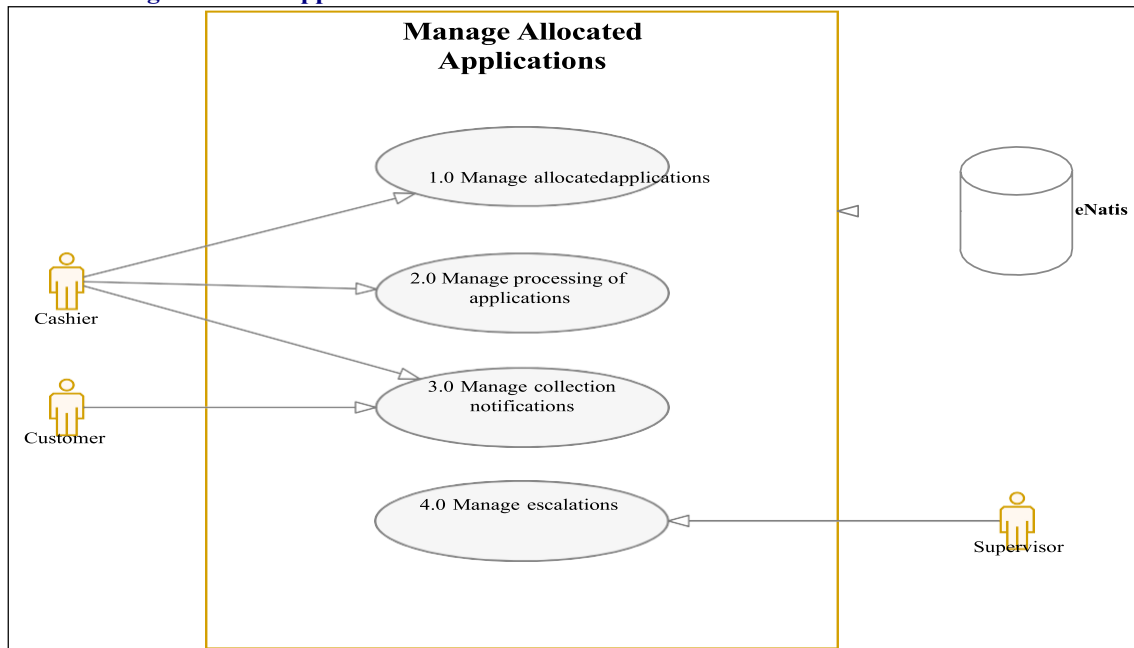 Manage Allocated
Applications
1.0 Manage allocatedapplications
eNatis
2.0 Manage processing of
applications
Cashier
3.0 Manage collection
notifications
Customer
4.0 Manage escalations
Supervisor